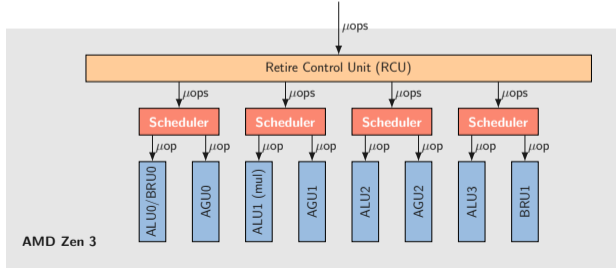 μops
Retire Control Unit (RCU)
μops μops μops μops
Scheduler Scheduler Scheduler Scheduler
μop μop μop μop μop μop μop μop
ALU0/BRU0
AGU0
ALU1 (mul)
AGU1
ALU2
AGU2
ALU3
BRU1
AMD Zen 3